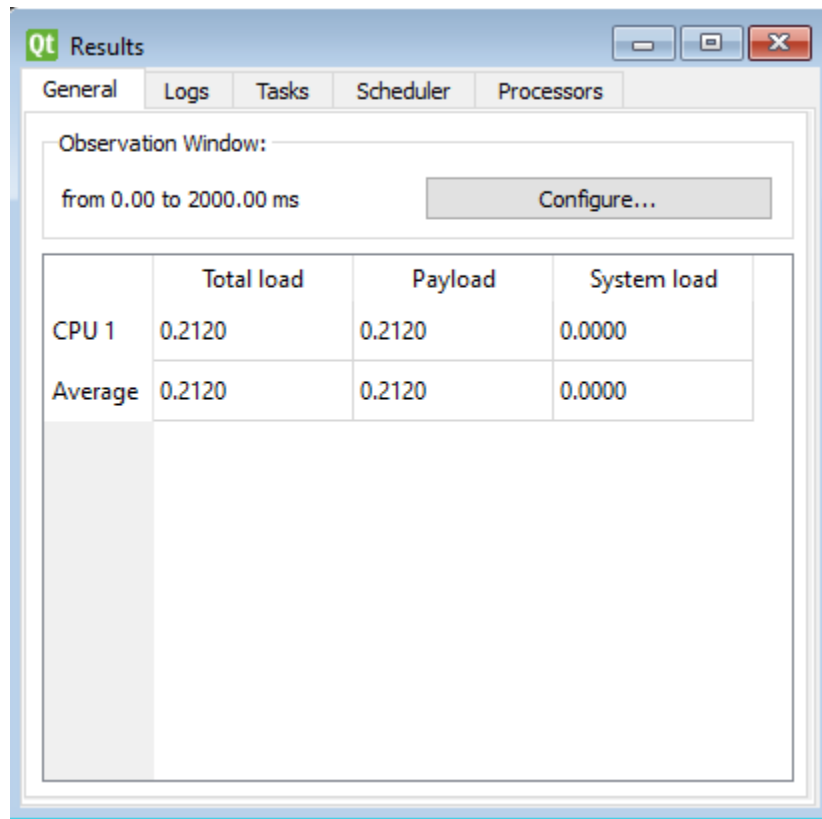 Qt Results
General Logs Tasks Scheduler Processors
Observation Window:
from 0.00 to 2000.00 ms Configure...
Total load Payload System load
CPU 1 0.2120 0.2120 0.0000
Average 0.2120 0.2120 0.0000